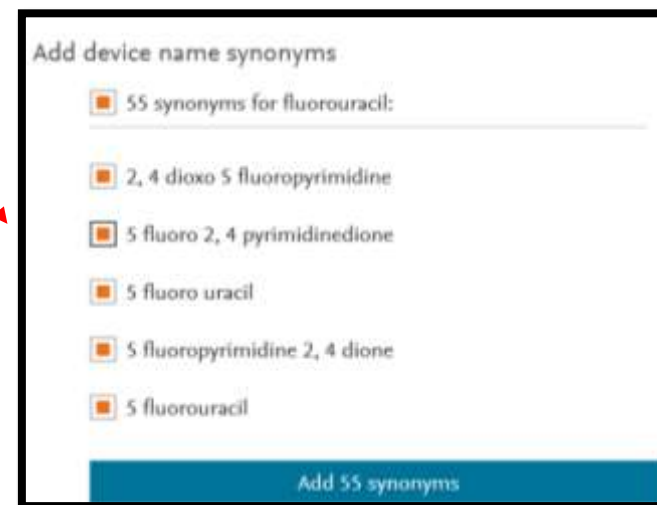 Add device name synonyms
55 synonyms for fluorouracil:
2, 4 dioxo 5 fluoropyrimidine
5 fluoro 2, 4 pyrimidinedione
5 fluoro uracil
5 fluoropyrimidine 2, 4 dione
5 fluorouracil
Add 55 synonyms